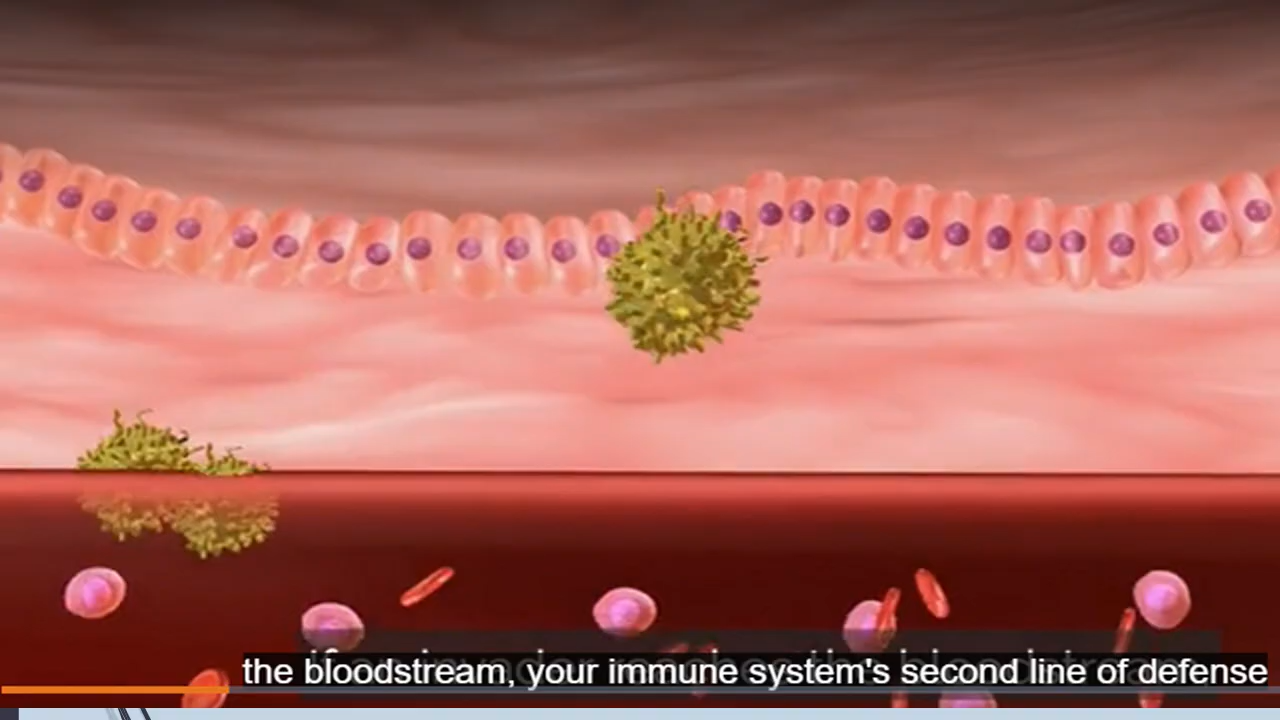 the bloodstream, your immune system's second line of defense